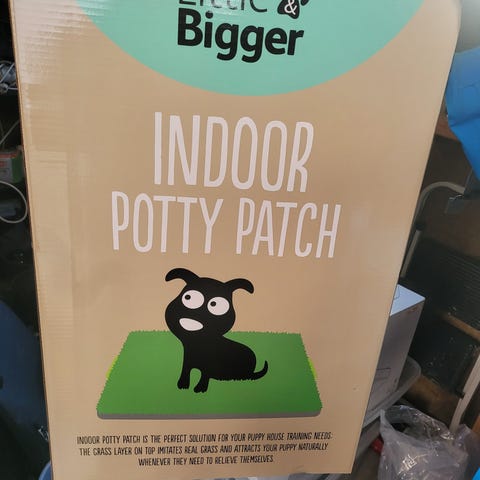 Little &
Bigger
INDOOR
POTTY PATCH
INDOOR POTTY PATCH IS THE PERFECT SOLUTION FOR YOUR PUPPY HOUSE TRAINING NEEDS.
THE GRASS LAYER ON TOP IMITATES REAL GRASS AND ATTRACTS YOUR PUPPY NATURALLY
WHENEVER THEY NEED TO RELIEVE THEMSELVES.